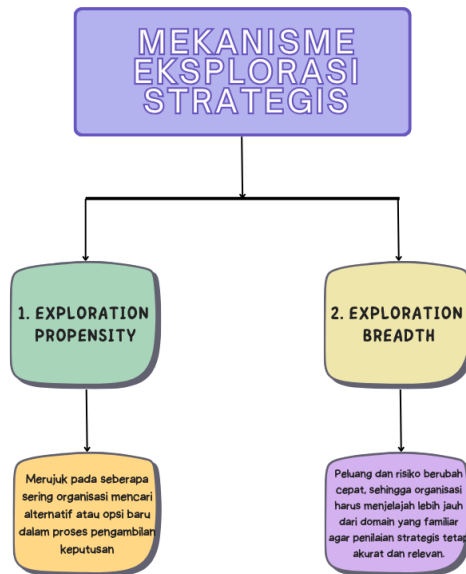 MEKANISME
EKSPLORASI
STRATEGIS
1. EXPLORATION
PROPENSITY
2. EXPLORATION
BREADTH
Merujuk pada seberapa
sering organisasi mencari
alternatif atau opsi baru
dalam proses pengambilan
keputusan
Peluang dan risiko berubah
cepat, sehingga organisasi
harus menjelajah lebih jauh
dari domain yang familiar
agar penilaian strategis tetap
akurat dan relevan.